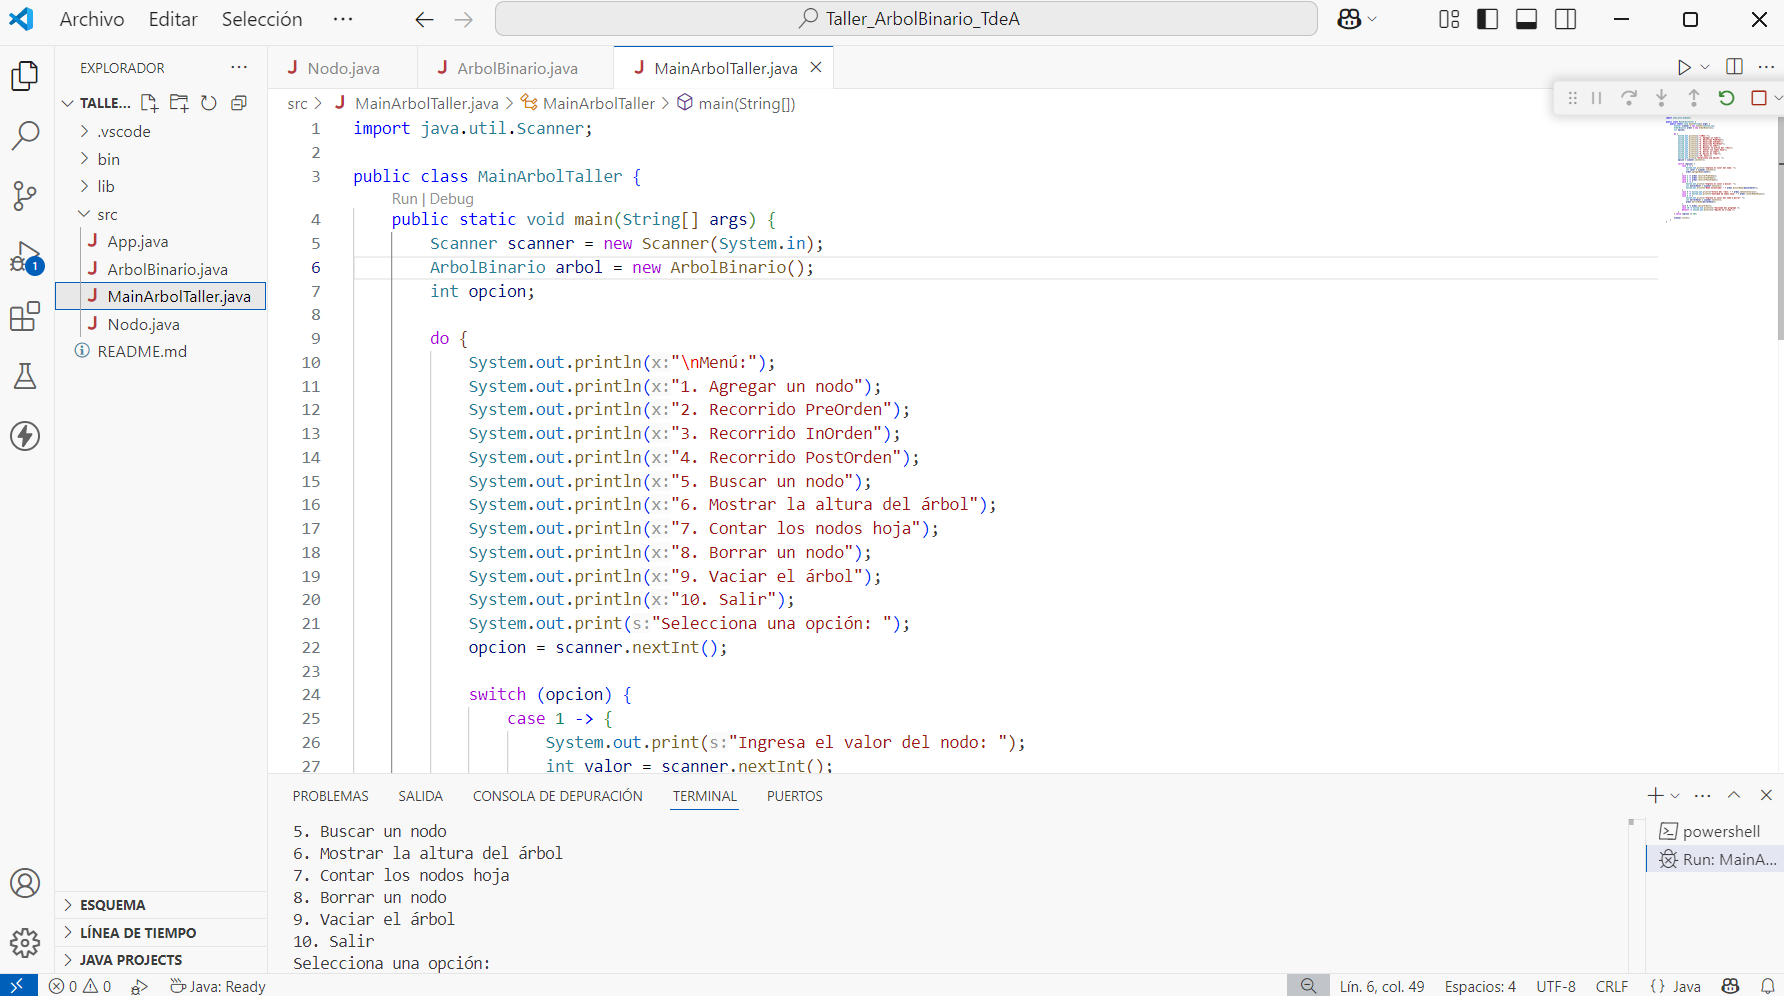 Archivo Editar Selección ··· Taller_ArbolBinario_TdeA
EXPLORADOR ···
TALLE...
.vscode
bin
lib
src
App.java
ArbolBinario.java
MainArbolTaller.java
Nodo.java
README.md
1
ESQUEMA
LÍNEA DE TIEMPO
JAVA PROJECTS
J Nodo.java J ArbolBinario.java J MainArbolTaller.java
src > J MainArbolTaller.java > MainArbolTaller > main(String[])
1 import java.util.Scanner;
2
3 public class MainArbolTaller {
Run | Debug
4 public static void main(String[] args) {
5 Scanner scanner = new Scanner(System.in);
6 ArbolBinario arbol = new ArbolBinario();
7 int opcion;
8
9 do {
10 System.out.println(x:"\nMenú:");
11 System.out.println(x:"1. Agregar un nodo");
12 System.out.println(x:"2. Recorrido PreOrden");
13 System.out.println(x:"3. Recorrido InOrden");
14 System.out.println(x:"4. Recorrido PostOrden");
15 System.out.println(x:"5. Buscar un nodo");
16 System.out.println(x:"6. Mostrar la altura del árbol");
17 System.out.println(x:"7. Contar los nodos hoja");
18 System.out.println(x:"8. Borrar un nodo");
19 System.out.println(x:"9. Vaciar el árbol");
20 System.out.println(x:"10. Salir");
21 System.out.print(s:"Selecciona una opción: ");
22 opcion = scanner.nextInt();
23
24 switch (opcion) {
25 case 1 -> {
26 System.out.print(s:"Ingresa el valor del nodo: ");
27 int valor = scanner.nextInt();
PROBLEMAS SALIDA CONSOLA DE DEPURACIÓN TERMINAL PUERTOS
5. Buscar un nodo
6. Mostrar la altura del árbol
7. Contar los nodos hoja
8. Borrar un nodo
9. Vaciar el árbol
10. Salir
Selecciona una opción:
powershell
Run: MainA...
0 0 Java: Ready Lín. 6, col. 49 Espacios: 4 UTF-8 CRLF {} Java